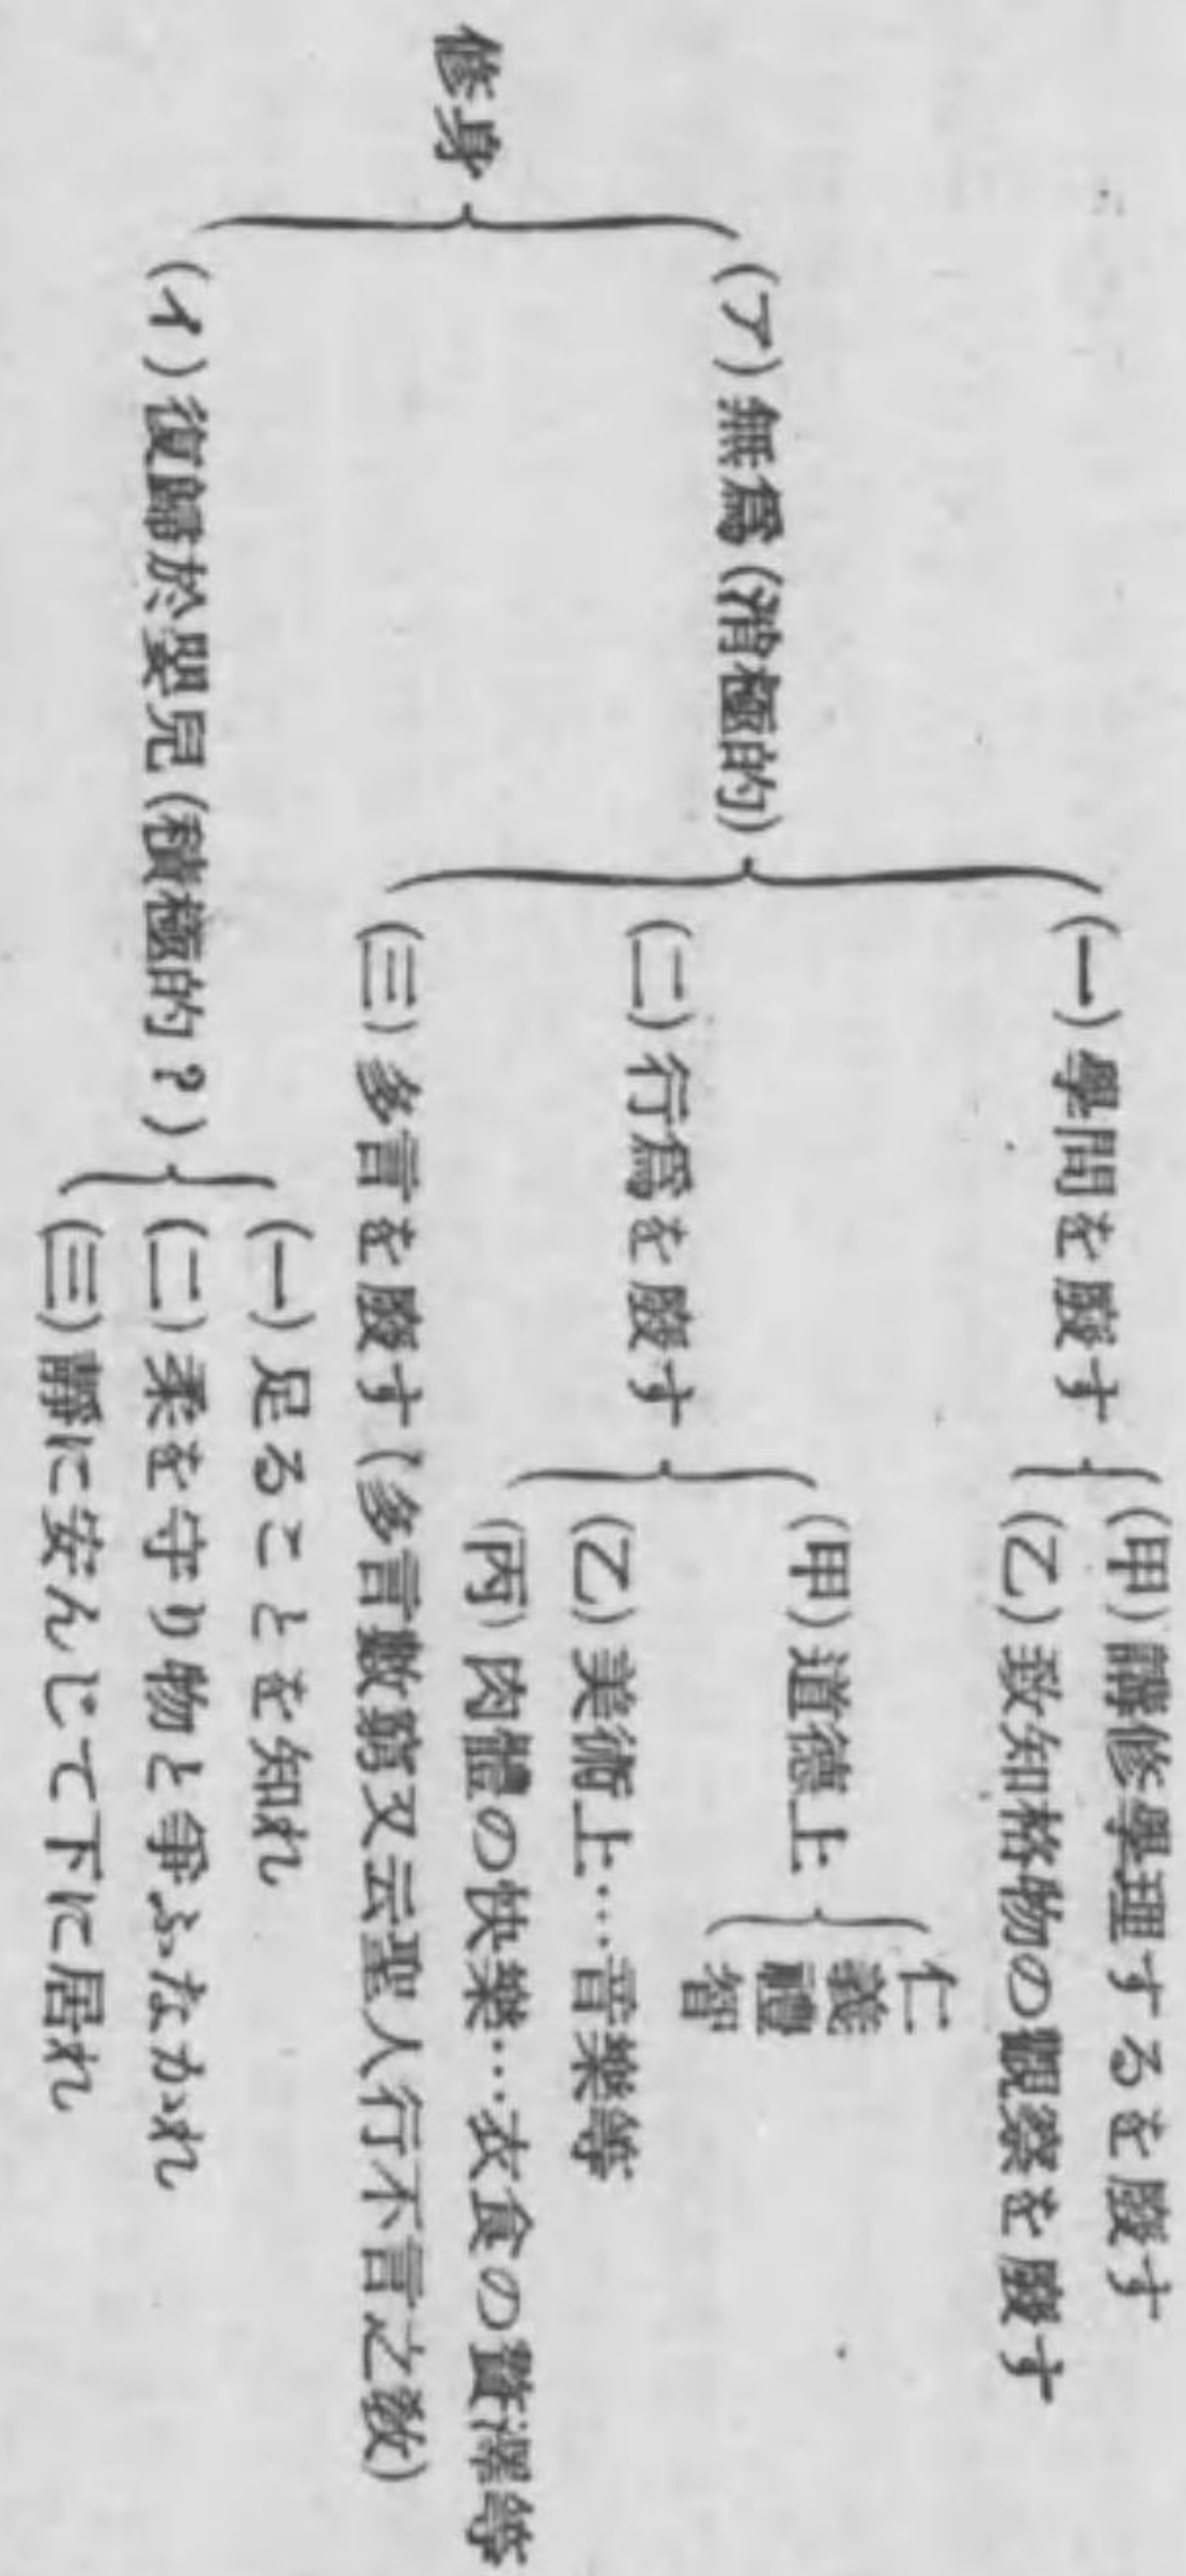 修身
(ア)無爲(消極的)
(一)學問を廢す
(甲)講修學理するを廢す
(乙)致知格物の觀察を廢す
(二)行爲を廢す
(甲)道德上
仁
義
禮
智
(乙)美術上…音樂等
(丙)肉體の快樂…衣食の贅澤等
(三)多言を廢す(多言數窮又云聖人行不言之敎)
(イ)復歸於嬰兒(積極的?)
(一)足ることを知れ
(二)柔を守り物と爭ふなかれ
(三)靜に安んじて下に居れ